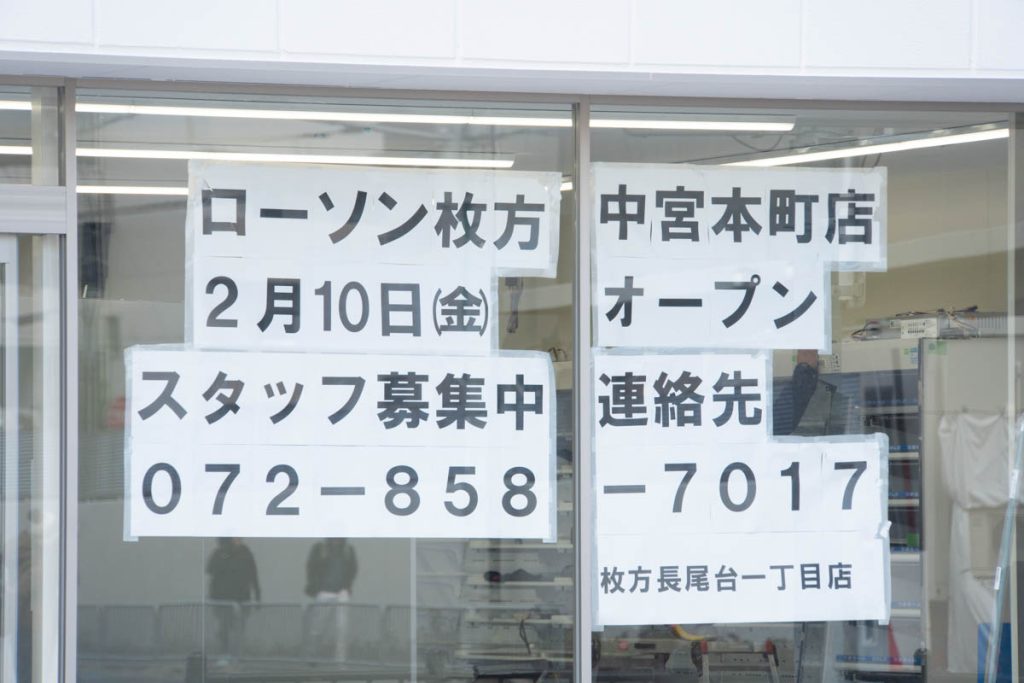 ローソン枚方中宮本町店
2月10日㈮オープン
スタッフ募集中 連絡先
072-858-7017
枚方長尾台一丁目店